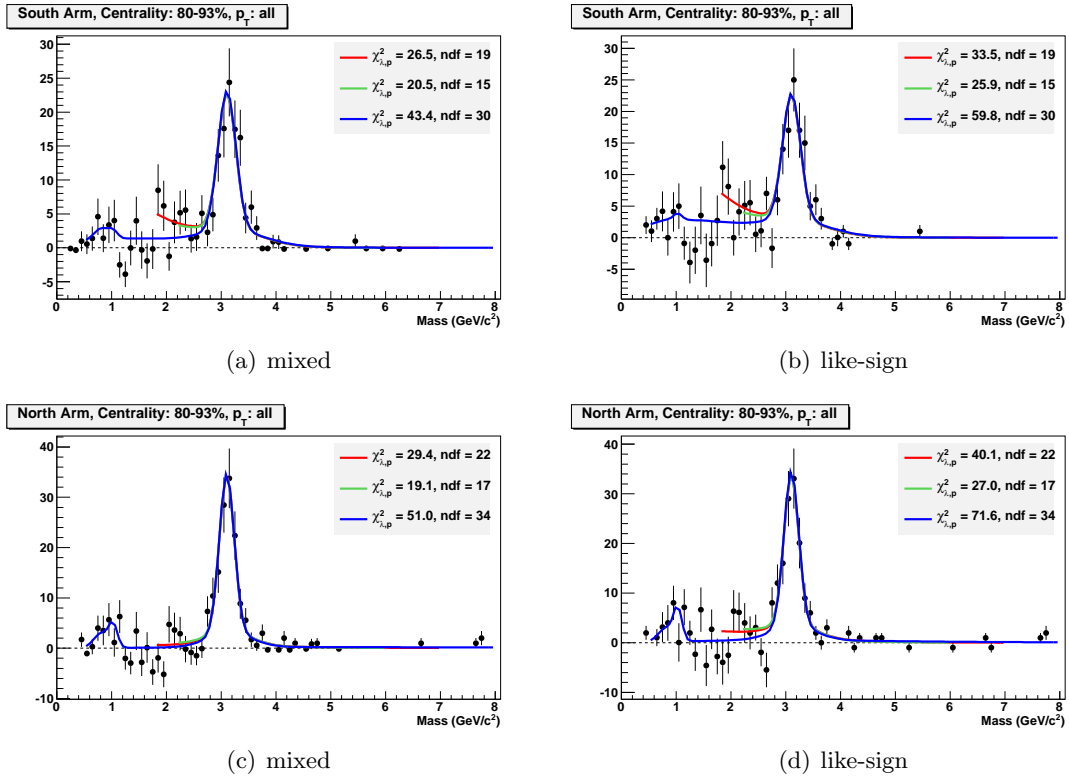 South Arm, Centrality: 80-93%, p_T: all
χ²_λ,p = 26.5, ndf = 19
χ²_λ,p = 20.5, ndf = 15
χ²_λ,p = 43.4, ndf = 30
30
25
20
15
10
5
0
-5
0 1 2 3 4 5 6 7 8
Mass (GeV/c²)
(a) mixed
South Arm, Centrality: 80-93%, p_T: all
χ²_λ,p = 33.5, ndf = 19
χ²_λ,p = 25.9, ndf = 15
χ²_λ,p = 59.8, ndf = 30
30
25
20
15
10
5
0
-5
0 1 2 3 4 5 6 7 8
Mass (GeV/c²)
(b) like-sign
North Arm, Centrality: 80-93%, p_T: all
χ²_λ,p = 29.4, ndf = 22
χ²_λ,p = 19.1, ndf = 17
χ²_λ,p = 51.0, ndf = 34
40
30
20
10
0
-10
0 1 2 3 4 5 6 7 8
Mass (GeV/c²)
(c) mixed
North Arm, Centrality: 80-93%, p_T: all
χ²_λ,p = 40.1, ndf = 22
χ²_λ,p = 27.0, ndf = 17
χ²_λ,p = 71.6, ndf = 34
40
30
20
10
0
-10
0 1 2 3 4 5 6 7 8
Mass (GeV/c²)
(d) like-sign